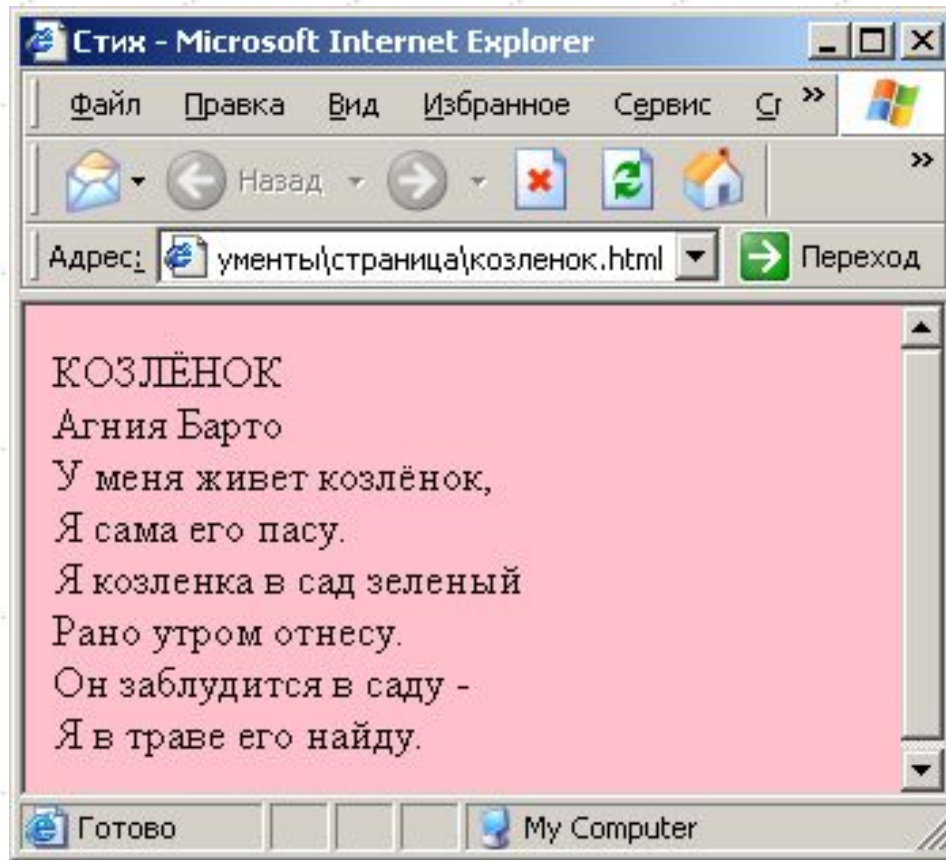 Стих - Microsoft Internet Explorer
Файл Правка Вид Избранное Сервис »
Назад »
Адрес: ументы\страница\козленок.html Переход
КОЗЛЁНОК
Агния Барто
У меня живет козлёнок,
Я сама его пасу.
Я козленка в сад зеленый
Рано утром отнесу.
Он заблудится в саду -
Я в траве его найду.
Готово My Computer